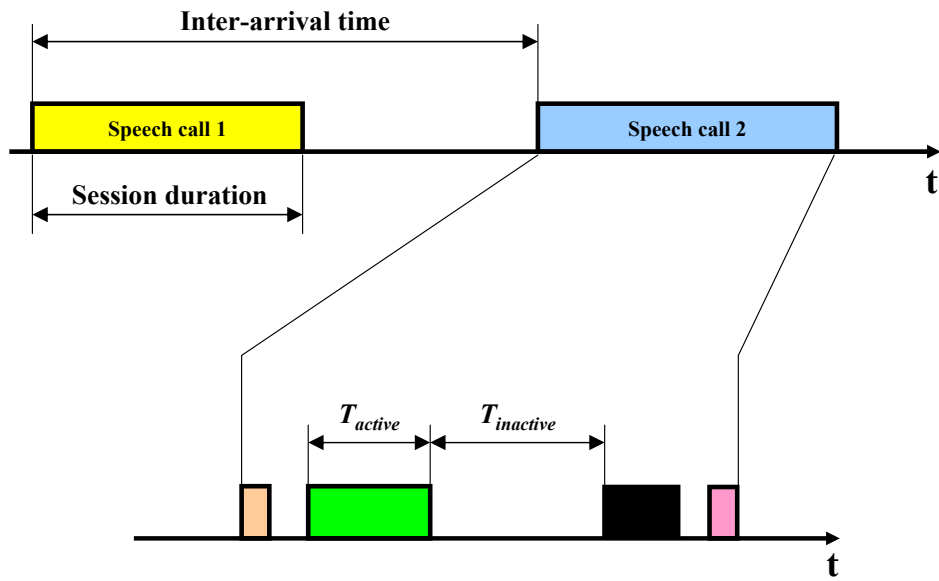 Inter-arrival time
Speech call 1
Speech call 2
t
Session duration
T_active
T_inactive
t